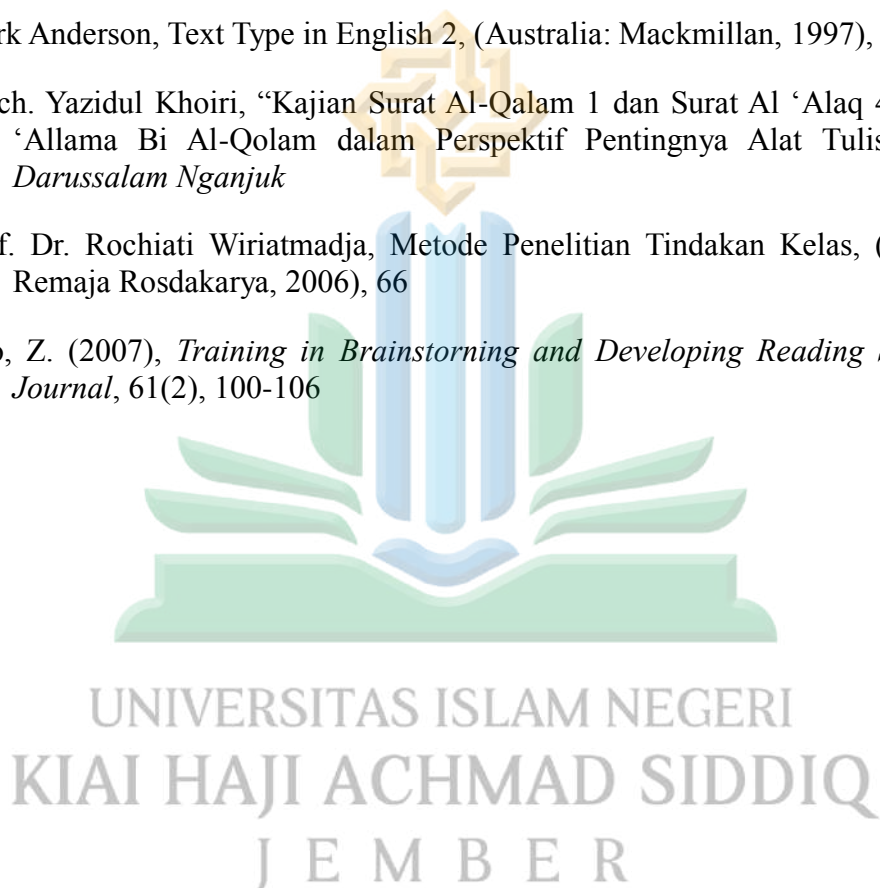 rk Anderson, Text Type in English 2, (Australia: Mackmillan, 1997),
ch. Yazidul Khoiri, “Kajian Surat Al-Qalam 1 dan Surat Al ‘Alaq 4
‘Allama Bi Al-Qolam dalam Perspektif Pentingnya Alat Tulis
Darussalam Nganjuk
f. Dr. Rochiati Wiriatmadja, Metode Penelitian Tindakan Kelas, (
Remaja Rosdakarya, 2006), 66
o, Z. (2007), Training in Brainstorning and Developing Reading
Journal, 61(2), 100-106
UNIVERSITAS ISLAM NEGERI
KIAI HAJI ACHMAD SIDDIQ
J E M B E R